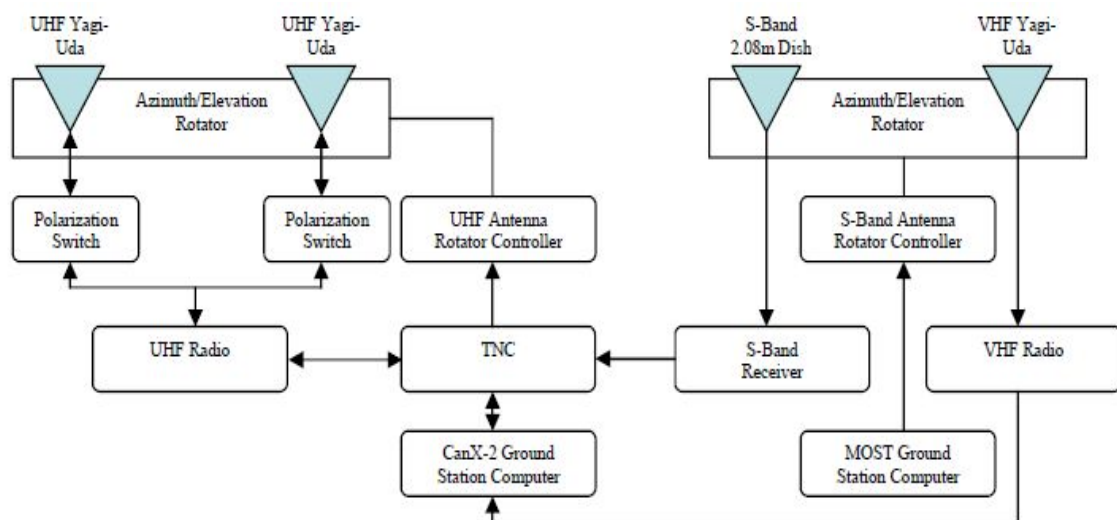 UHF Yagi-
Uda
UHF Yagi-
Uda
S-Band
2.08m Dish
VHF Yagi-
Uda
Azimuth/Elevation
Rotator
Azimuth/Elevation
Rotator
Polarization
Switch
Polarization
Switch
UHF Antenna
Rotator Controller
S-Band Antenna
Rotator Controller
UHF Radio
TNC
S-Band
Receiver
VHF Radio
CanX-2 Ground
Station Computer
MOST Ground
Station Computer